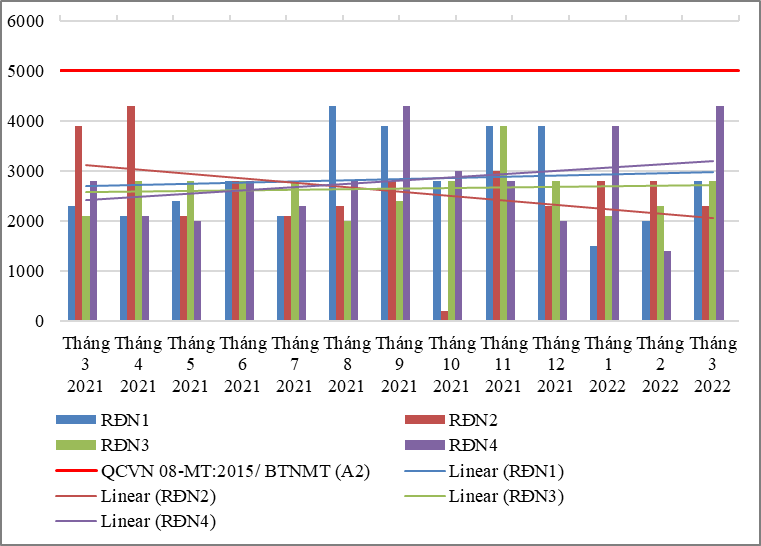 6000
5000
4000
3000
2000
1000
0
Tháng Tháng Tháng Tháng Tháng Tháng Tháng Tháng Tháng Tháng Tháng Tháng Tháng
3 4 5 6 7 8 9 10 11 12 1 2 3
2021 2021 2021 2021 2021 2021 2021 2021 2021 2021 2022 2022 2022
RĐN1 RĐN2
RĐN3 RĐN4
QCVN 08-MT:2015/ BTNMT (A2) Linear (RĐN1)
Linear (RĐN2) Linear (RĐN3)
Linear (RĐN4)